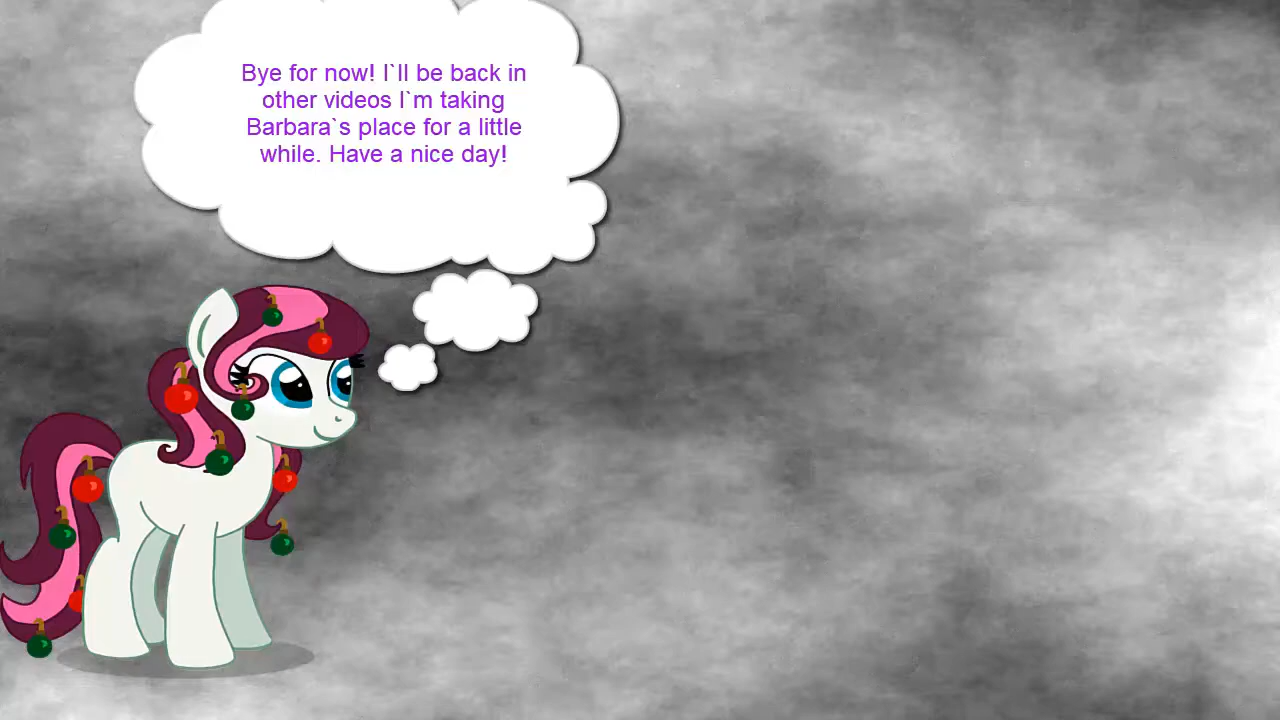 Bye for now! I`ll be back in
other videos I`m taking
Barbara`s place for a little
while. Have a nice day!